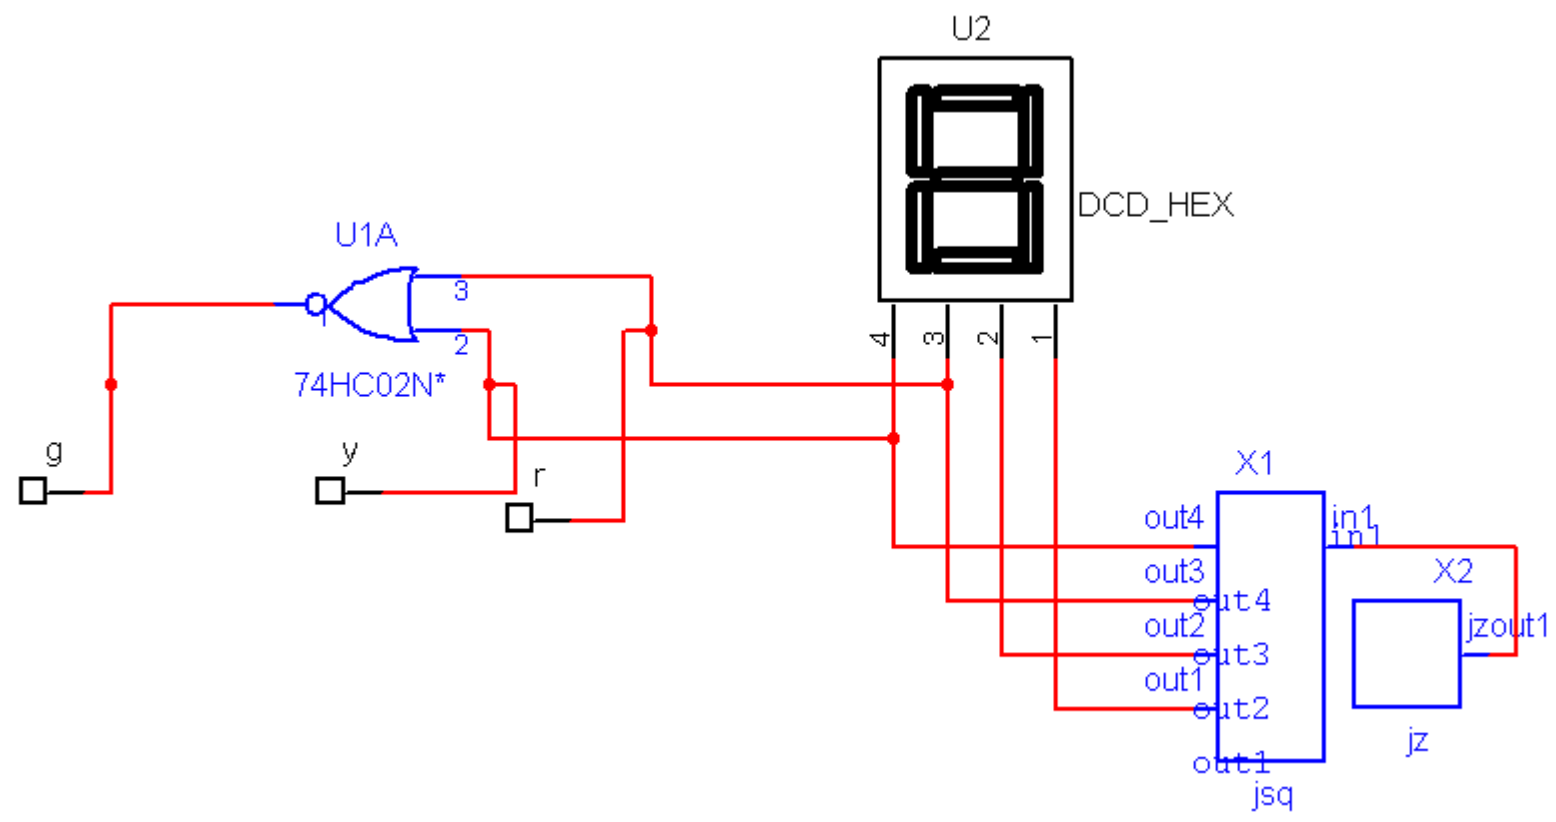 U2
DCD_HEX
U1A
3
2
1
74HC02N*
4
3
2
1
g
y
r
X1
out4
in1
in1
out3
X2
out4
out2
jzout1
out3
out1
out2
jz
out1
jsq